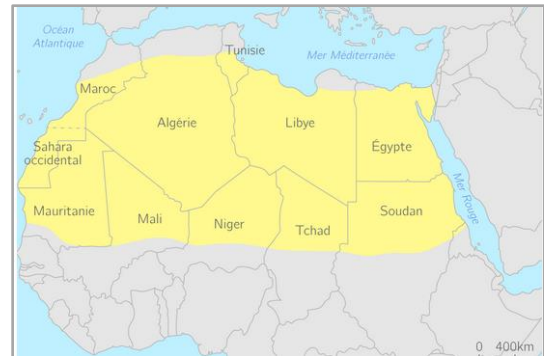 Océan
Atlantique
Tunisie
Mer Méditerranée
Maroc
Algérie
Libye
Égypte
Sahara
occidental
Mauritanie
Mali
Niger
Tchad
Soudan
Mer Rouge
0 400km